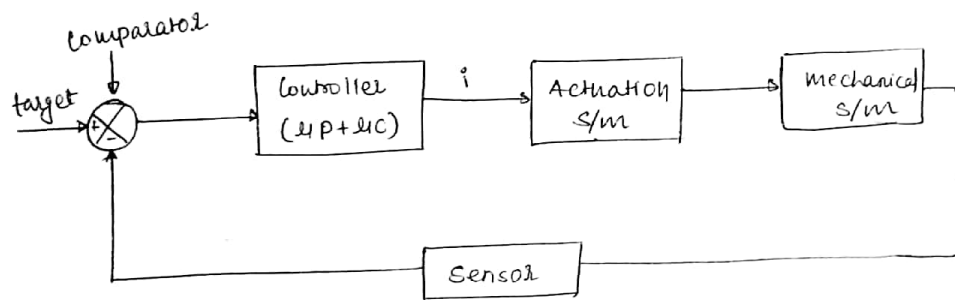 Comparator
target
+
-
Controller
(μP+μC)
i
Actuation
s/m
mechanical
s/m
Sensor